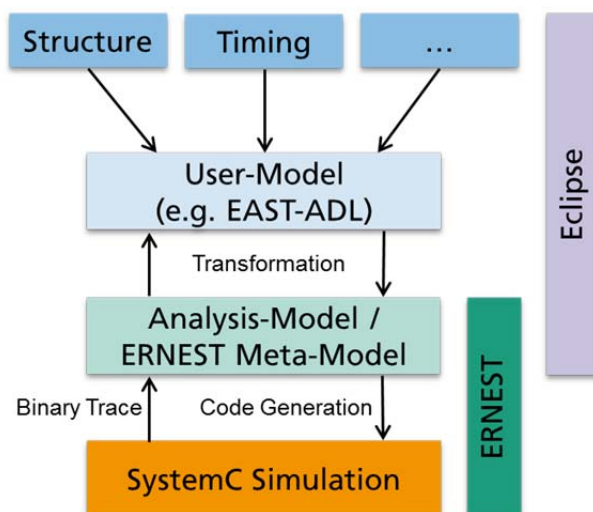 Structure
Timing
...
User-Model
(e.g. EAST-ADL)
Transformation
Analysis-Model /
ERNEST Meta-Model
Binary Trace
Code Generation
SystemC Simulation
Eclipse
ERNEST